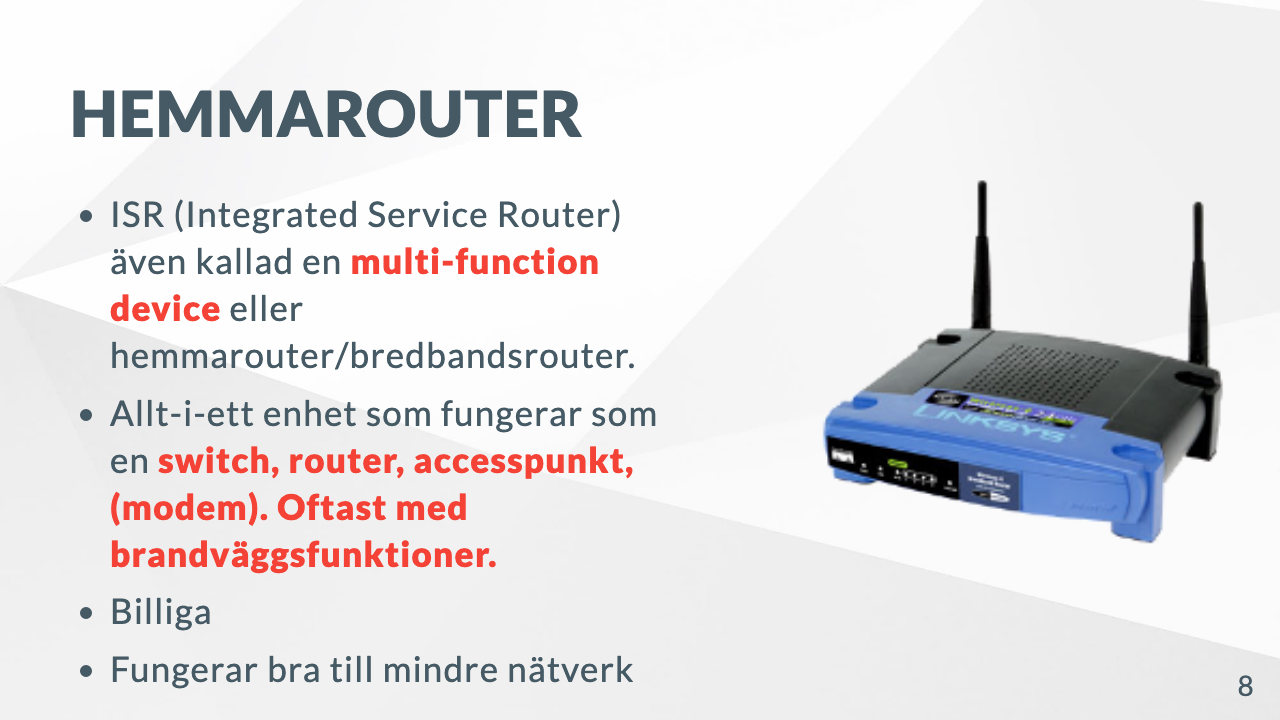 HEMMAROUTER
• ISR (Integrated Service Router)
även kallad en multi-function
device eller
hemmarouter/bredbandsrouter.
• Allt-i-ett enhet som fungerar som
en switch, router, accesspunkt,
(modem). Oftast med
brandväggsfunktioner.
• Billiga
• Fungerar bra till mindre nätverk
LINKSYS
8